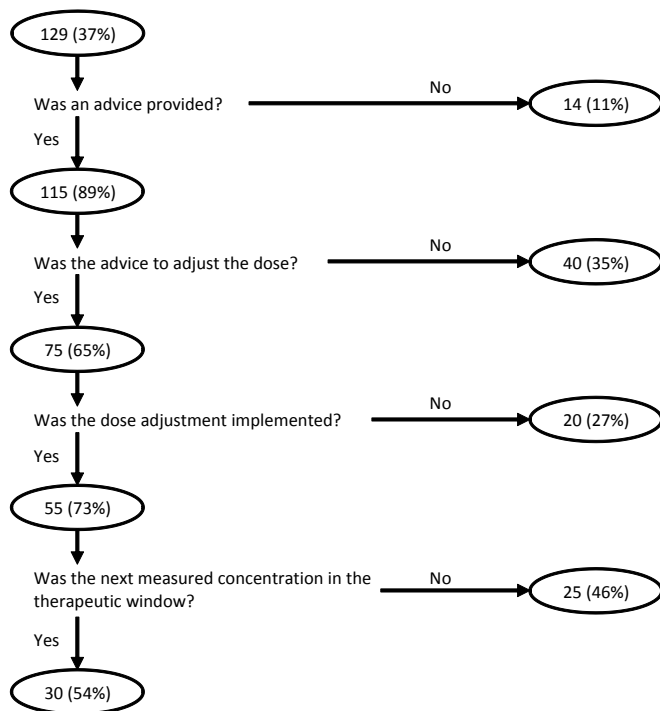 129 (37%)
No
Was an advice provided?
14 (11%)
Yes
115 (89%)
No
Was the advice to adjust the dose?
40 (35%)
Yes
75 (65%)
No
Was the dose adjustment implemented?
20 (27%)
Yes
55 (73%)
No
Was the next measured concentration in the
therapeutic window?
25 (46%)
Yes
30 (54%)